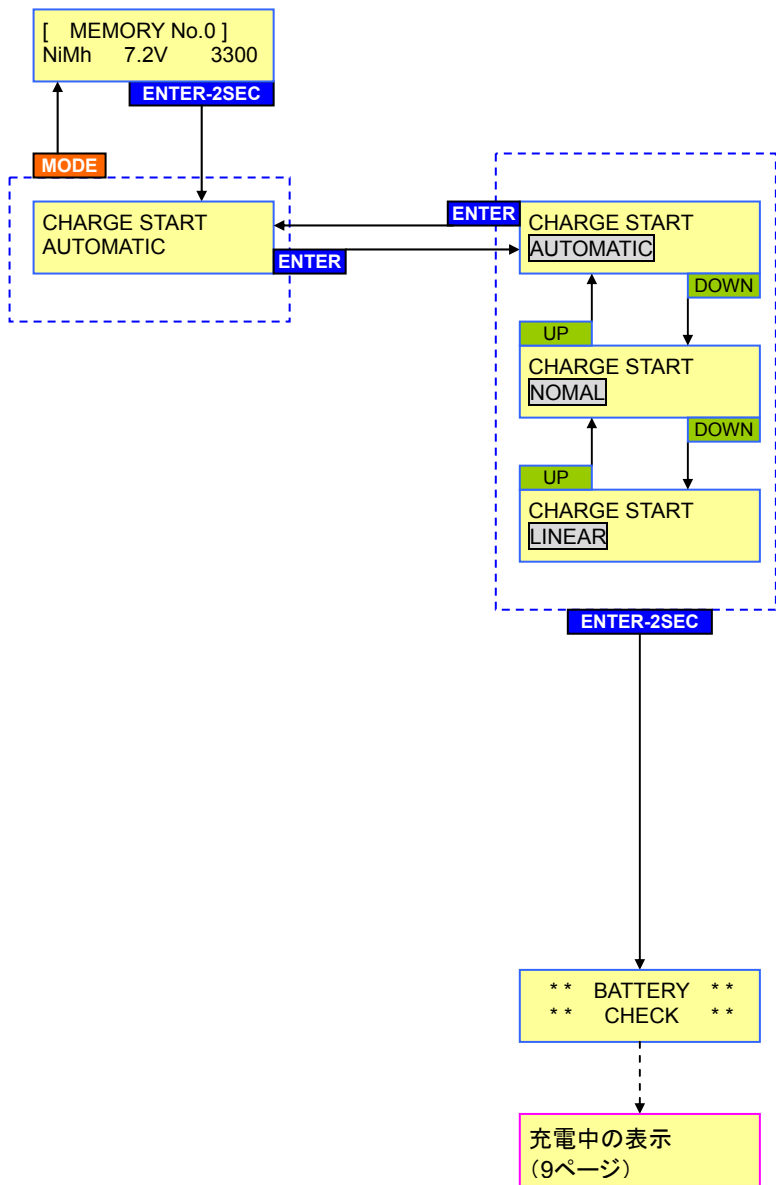 [ MEMORY No.0 ]
NiMh 7.2V 3300
ENTER-2SEC
MODE
CHARGE START
AUTOMATIC
ENTER
ENTER
CHARGE START
AUTOMATIC
DOWN
UP
CHARGE START
NOMAL
DOWN
UP
CHARGE START
LINEAR
ENTER-2SEC
** BATTERY **
** CHECK **
充電中の表示
(9ページ)